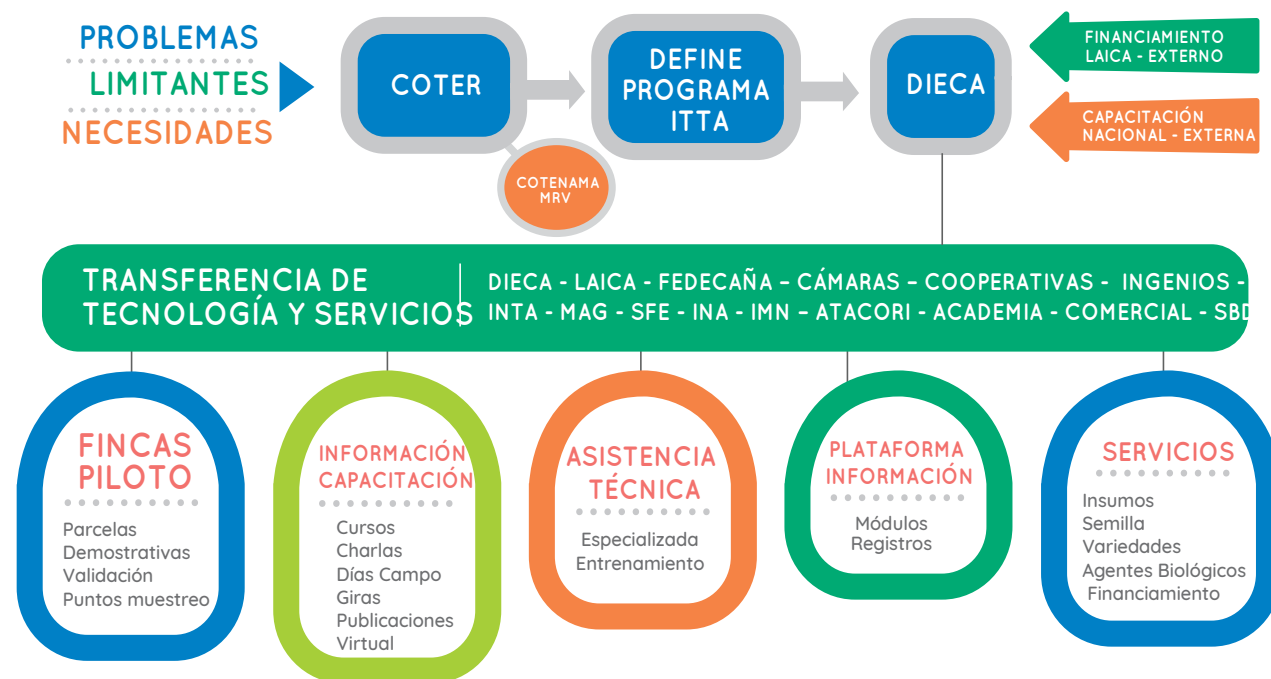 PROBLEMAS
LIMITANTES
NECESIDADES
COTER
COTENAMA
MRV
DEFINE
PROGRAMA
ITTA
DIECA
FINANCIAMIENTO
LAICA - EXTERNO
CAPACITACIÓN
NACIONAL - EXTERNA
TRANSFERENCIA DE
TECNOLOGÍA Y SERVICIOS
DIECA - LAICA - FEDECAÑA – CÁMARAS – COOPERATIVAS - INGENIOS -
INTA - MAG - SFE - INA - IMN – ATACORI - ACADEMIA - COMERCIAL - SBD
FINCAS
PILOTO
Parcelas
Demostrativas
Validación
Puntos muestreo
INFORMACIÓN
CAPACITACIÓN
Cursos
Charlas
Días Campo
Giras
Publicaciones
Virtual
ASISTENCIA
TÉCNICA
Especializada
Entrenamiento
PLATAFORMA
INFORMACIÓN
Módulos
Registros
SERVICIOS
Insumos
Semilla
Variedades
Agentes Biológicos
Financiamiento